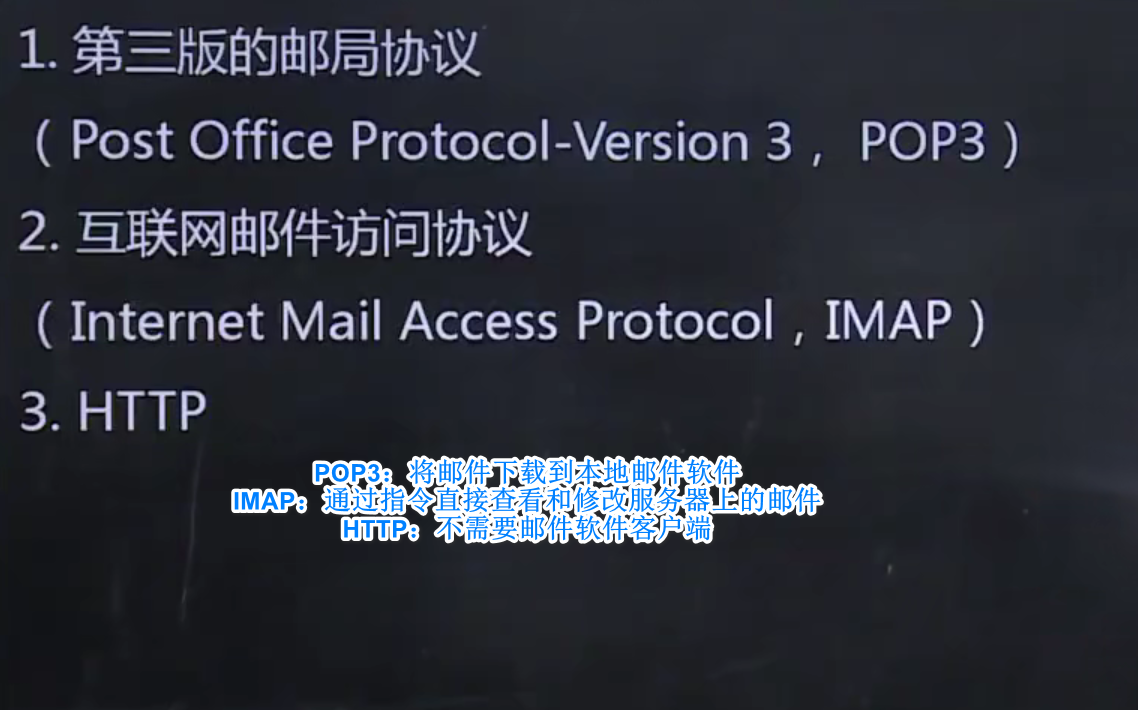 1. 第三版的邮局协议
（Post Office Protocol-Version 3， POP3）
2. 互联网邮件访问协议
（Internet Mail Access Protocol，IMAP）
3. HTTP
POP3：将邮件下载到本地邮件软件
IMAP：通过指令直接查看和修改服务器上的邮件
HTTP：不需要邮件软件客户端